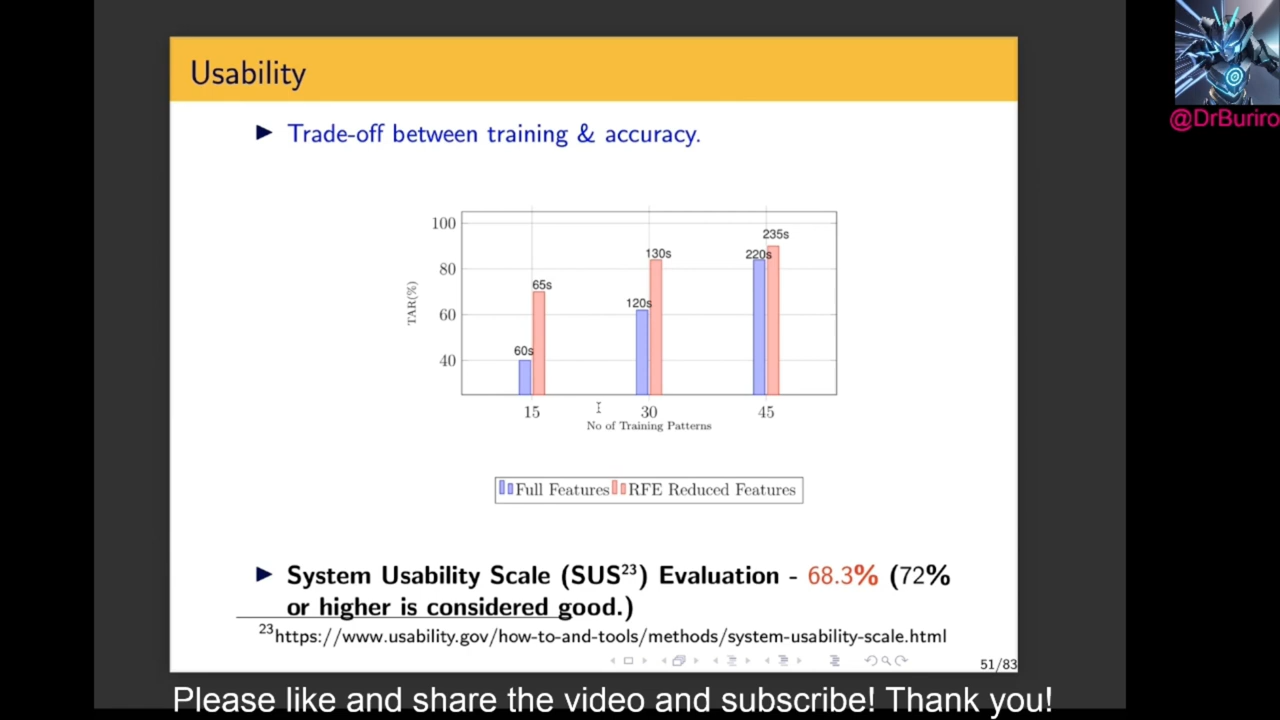 Usability
@DrBuriro
Trade-off between training & accuracy.
100
80
60
40
TAR(%)
60s
65s
120s
130s
220s
235s
15
30
45
No of Training Patterns
Full Features RFE Reduced Features
System Usability Scale (SUS23) Evaluation - 68.3% (72%
or higher is considered good.)
23https://www.usability.gov/how-to-and-tools/methods/system-usability-scale.html
51/83
Please like and share the video and subscribe! Thank you!